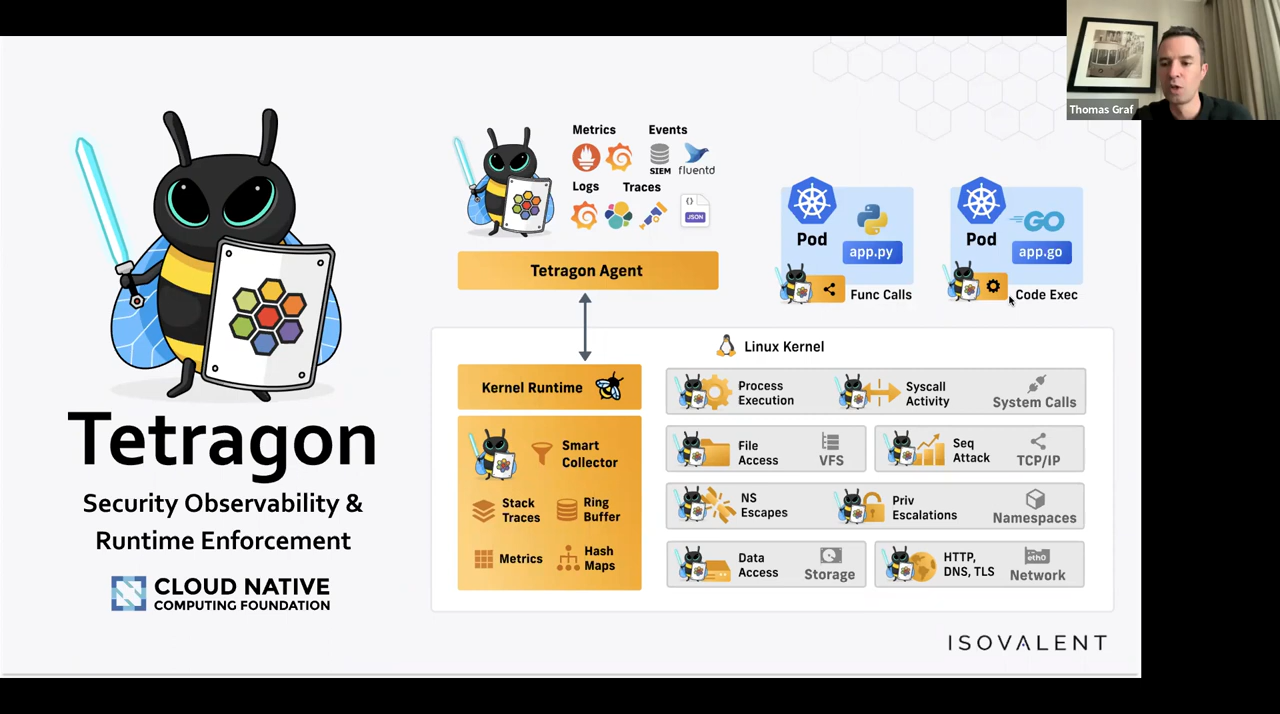 Thomas Graf
Tetragon
Security Observability &
Runtime Enforcement
CLOUD NATIVE
COMPUTING FOUNDATION
Metrics
Events
SIEM
fluentd
Logs
Traces
{}
JSON
Tetragon Agent
Pod
app.py
Func Calls
Pod
GO
app.go
Code Exec
Linux Kernel
Kernel Runtime
Smart
Collector
Stack
Traces
Ring
Buffer
Metrics
Hash
Maps
Process
Execution
Syscall
Activity
System Calls
File
Access
VFS
Seq
Attack
TCP/IP
NS
Escapes
Priv
Escalations
Namespaces
Data
Access
Storage
HTTP,
DNS, TLS
eth0
Network
ISOVALENT